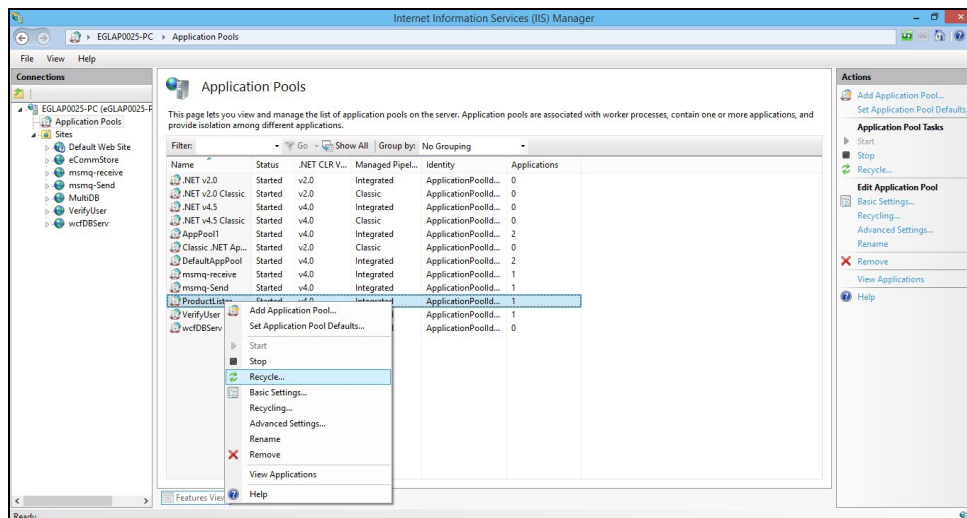 Internet Information Services (IIS) Manager
EGLAP0025-PC Application Pools
File View Help
Connections
EGLAP0025-PC (eGLAP0025-P
Application Pools
Sites
Default Web Site
eCommStore
msmq-receive
msmq-Send
MultiDB
VerifyUser
wcfDBServ
Application Pools
This page lets you view and manage the list of application pools on the server. Application pools are associated with worker processes, contain one or more applications, and
provide isolation among different applications.
Filter: Go Show All Group by: No Grouping
Name Status .NET CLR V... Managed Pipel... Identity Applications
.NET v2.0 Started v2.0 Integrated ApplicationPoolId... 0
.NET v2.0 Classic Started v2.0 Classic ApplicationPoolId... 0
.NET v4.5 Started v4.0 Integrated ApplicationPoolId... 0
.NET v4.5 Classic Started v4.0 Classic ApplicationPoolId... 0
AppPool1 Started v4.0 Integrated ApplicationPoolId... 2
Classic .NET Ap... Started v2.0 Classic ApplicationPoolId... 0
DefaultAppPool Started v4.0 Integrated ApplicationPoolId... 2
msmq-receive Started v4.0 Integrated ApplicationPoolId... 1
msmq-Send Started v4.0 Integrated ApplicationPoolId... 1
ProductLister Started v4.0 Integrated ApplicationPoolId... 1
VerifyUser ApplicationPoolId... 1
wcfDBServ ApplicationPoolId... 0
Add Application Pool...
Set Application Pool Defaults...
Start
Stop
Recycle...
Basic Settings...
Recycling...
Advanced Settings...
Rename
Remove
View Applications
Help
Features View
Actions
Add Application Pool...
Set Application Pool Defaults
Application Pool Tasks
Start
Stop
Recycle...
Edit Application Pool
Basic Settings...
Recycling...
Advanced Settings...
Rename
Remove
View Applications
Help
Ready